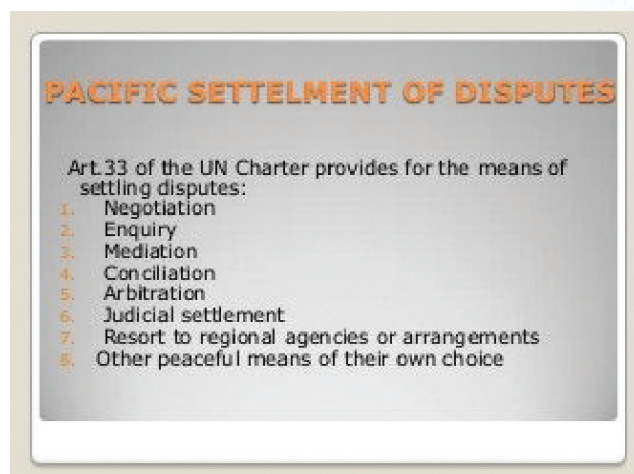 PACIFIC SETTELMENT OF DISPUTES
Art.33 of the UN Charter provides for the means of
settling disputes:
1. Negotiation
2. Enquiry
3. Mediation
4. Conciliation
5. Arbitration
6. Judicial settlement
7. Resort to regional agencies or arrangements
8. Other peaceful means of their own choice